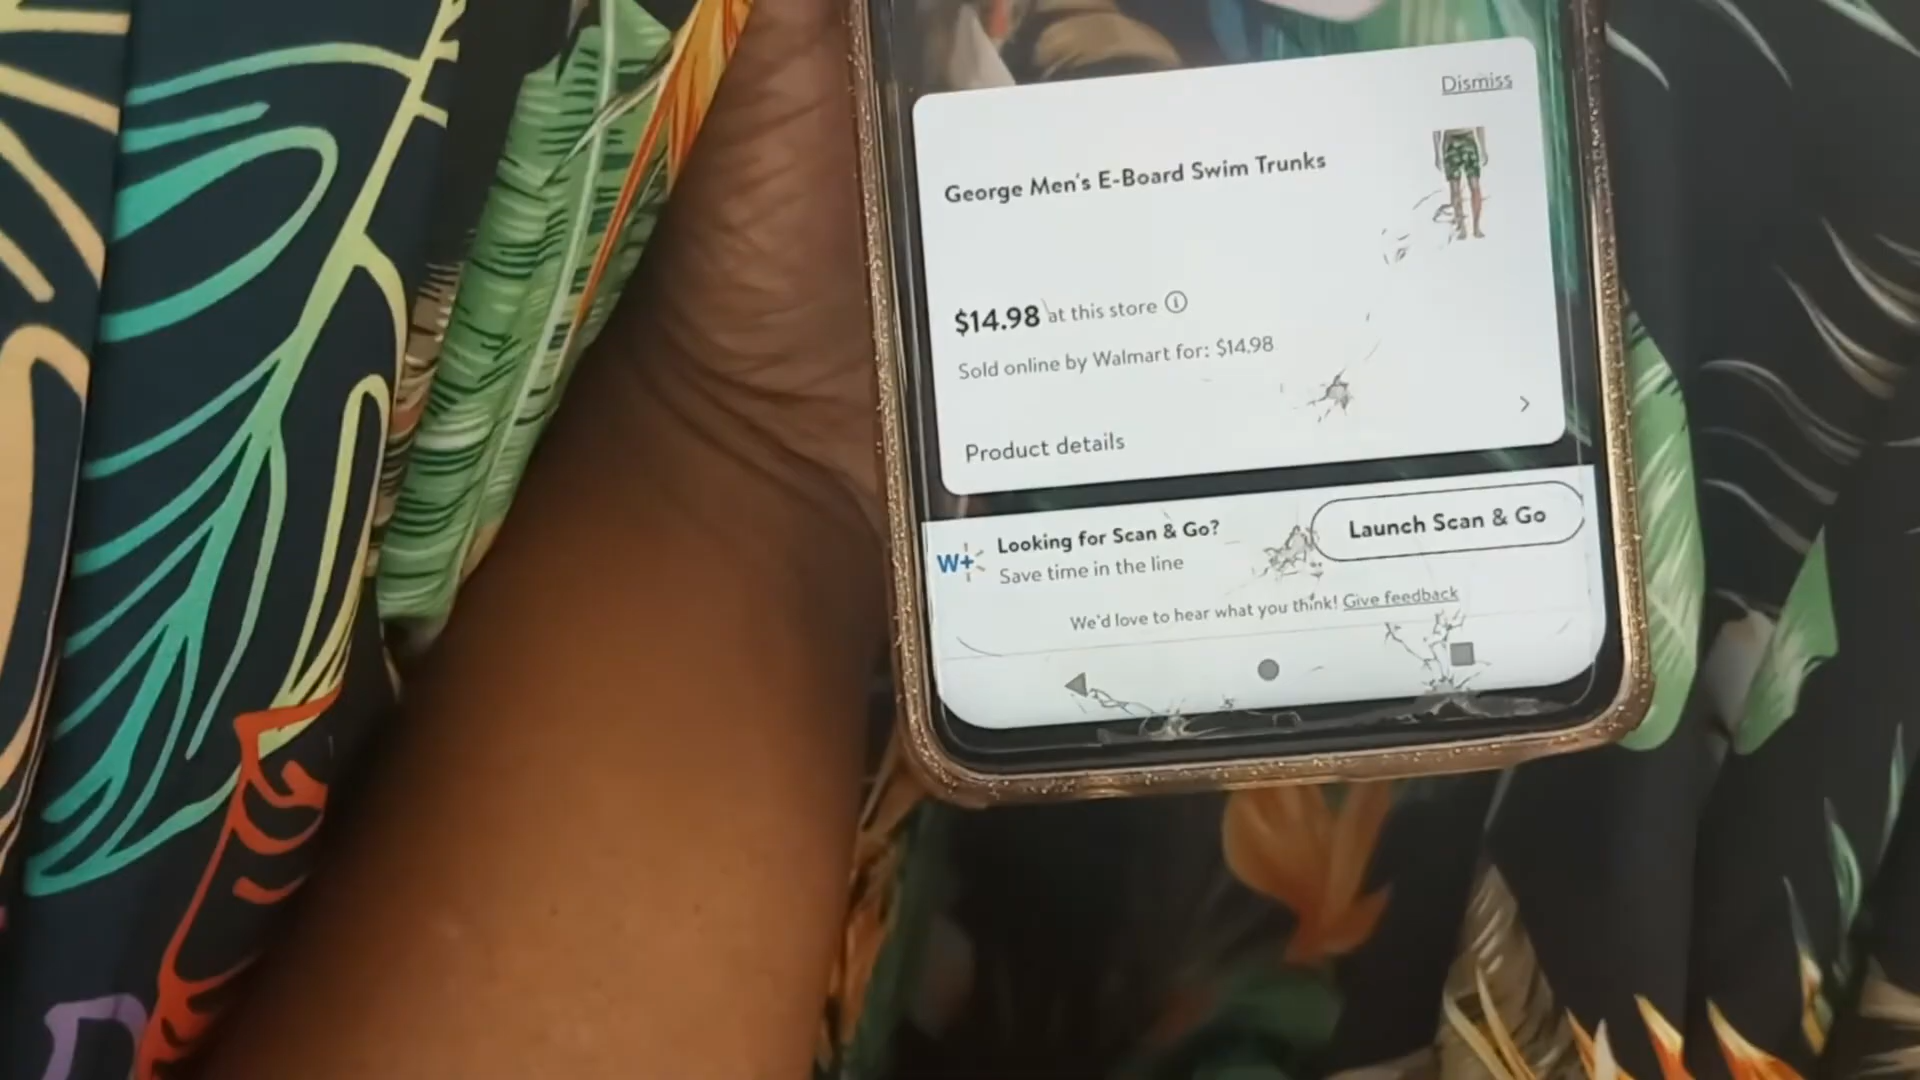 Dismiss
George Men's E-Board Swim Trunks
$14.98 at this store
Sold online by Walmart for: $14.98
Product details
W+
Looking for Scan & Go?
Save time in the line
Launch Scan & Go
We'd love to hear what you think! Give feedback